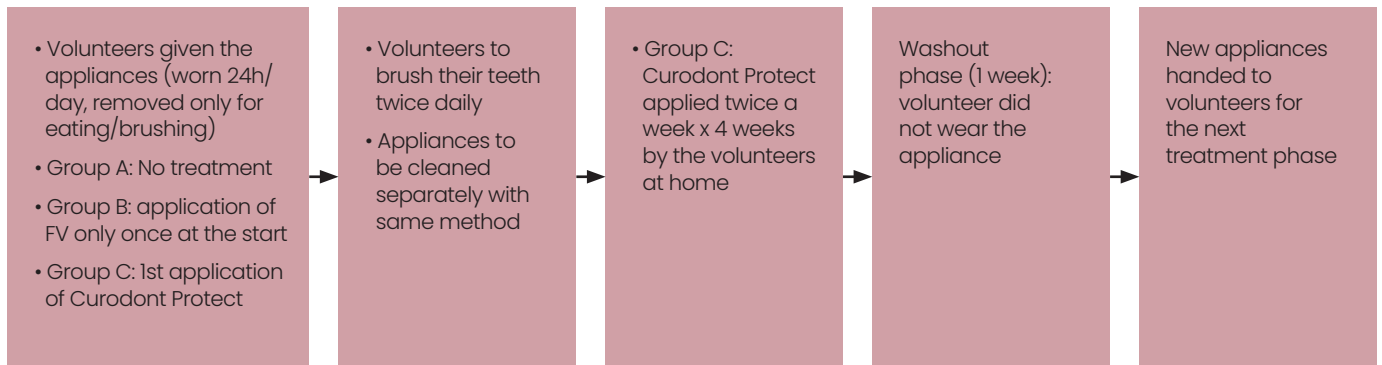 • Volunteers given the
appliances (worn 24h/
day, removed only for
eating/brushing)
• Group A: No treatment
• Group B: application of
FV only once at the start
• Group C: 1st application
of Curodont Protect
• Volunteers to
brush their teeth
twice daily
• Appliances to
be cleaned
separately with
same method
• Group C:
Curodont Protect
applied twice a
week x 4 weeks
by the volunteers
at home
Washout
phase (1 week):
volunteer did
not wear the
appliance
New appliances
handed to
volunteers for
the next
treatment phase